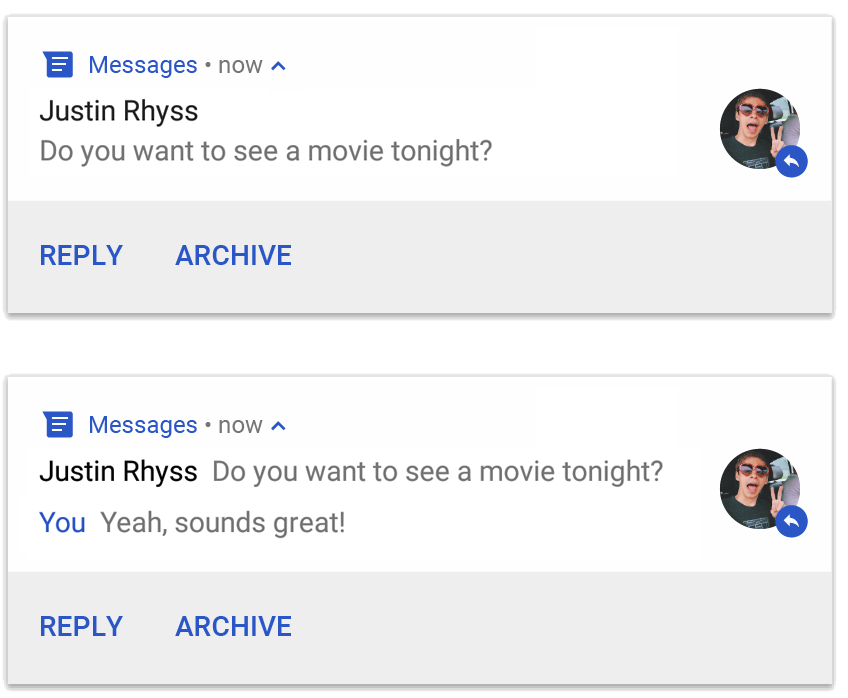 Messages • now
Justin Rhyss
Do you want to see a movie tonight?
REPLY ARCHIVE
Messages • now
Justin Rhyss Do you want to see a movie tonight?
You Yeah, sounds great!
REPLY ARCHIVE